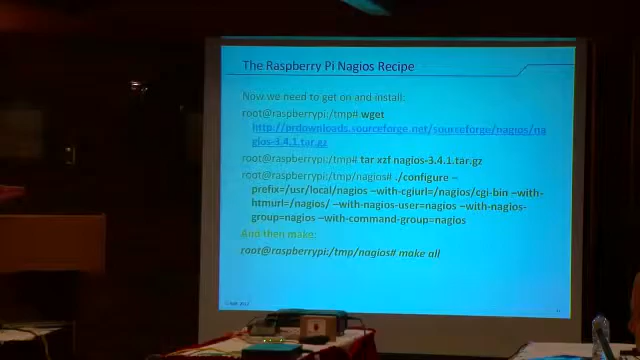 The Raspberry Pi Nagios Recipe
Now we need to get on and install:
root@raspberrypi:/tmp# wget
http://prdownloads.sourceforge.net/sourceforge/nagios/na
gios-3.4.1.tar.gz
root@raspberrypi:/tmp# tar xzf nagios-3.4.1.tar.gz
root@raspberrypi:/tmp/nagios# ./configure –
prefix=/usr/local/nagios –with-cgiurl=/nagios/cgi-bin –with-
htmurl=/nagios/ –with-nagios-user=nagios –with-nagios-
group=nagios –with-command-group=nagios
And then make:
root@raspberrypi:/tmp/nagios# make all